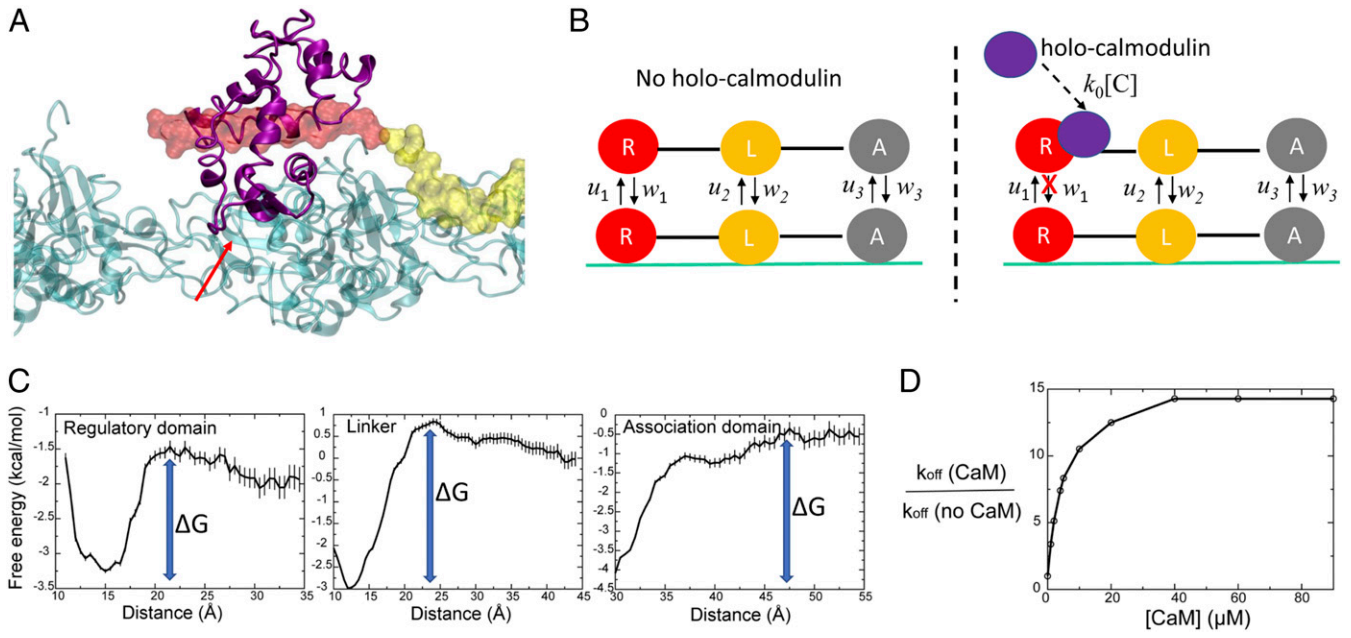 A
B
No holo-calmodulin
holo-calmodulin
k₀[C]
R L A
u₁ w₁ u₂ w₂ u₃ w₃
R L A
R L A
u₁ X w₁ u₂ w₂ u₃ w₃
R L A
C
Free energy (kcal/mol)
Regulatory domain
ΔG
-1
-1.5
-2
-2.5
-3
-3.5
10 15 20 25 30 35
Distance (Å)
Linker
ΔG
1
0.5
0
-0.5
-1
-1.5
-2
-2.5
-3
10 15 20 25 30 35 40 45
Distance (Å)
Association domain
ΔG
0
-0.5
-1
-1.5
-2
-2.5
-3
-3.5
-4
-4.5
30 35 40 45 50 55
Distance (Å)
D
koff (CaM)
koff (no CaM)
15
10
5
0
0 20 40 60 80
[CaM] (μM)